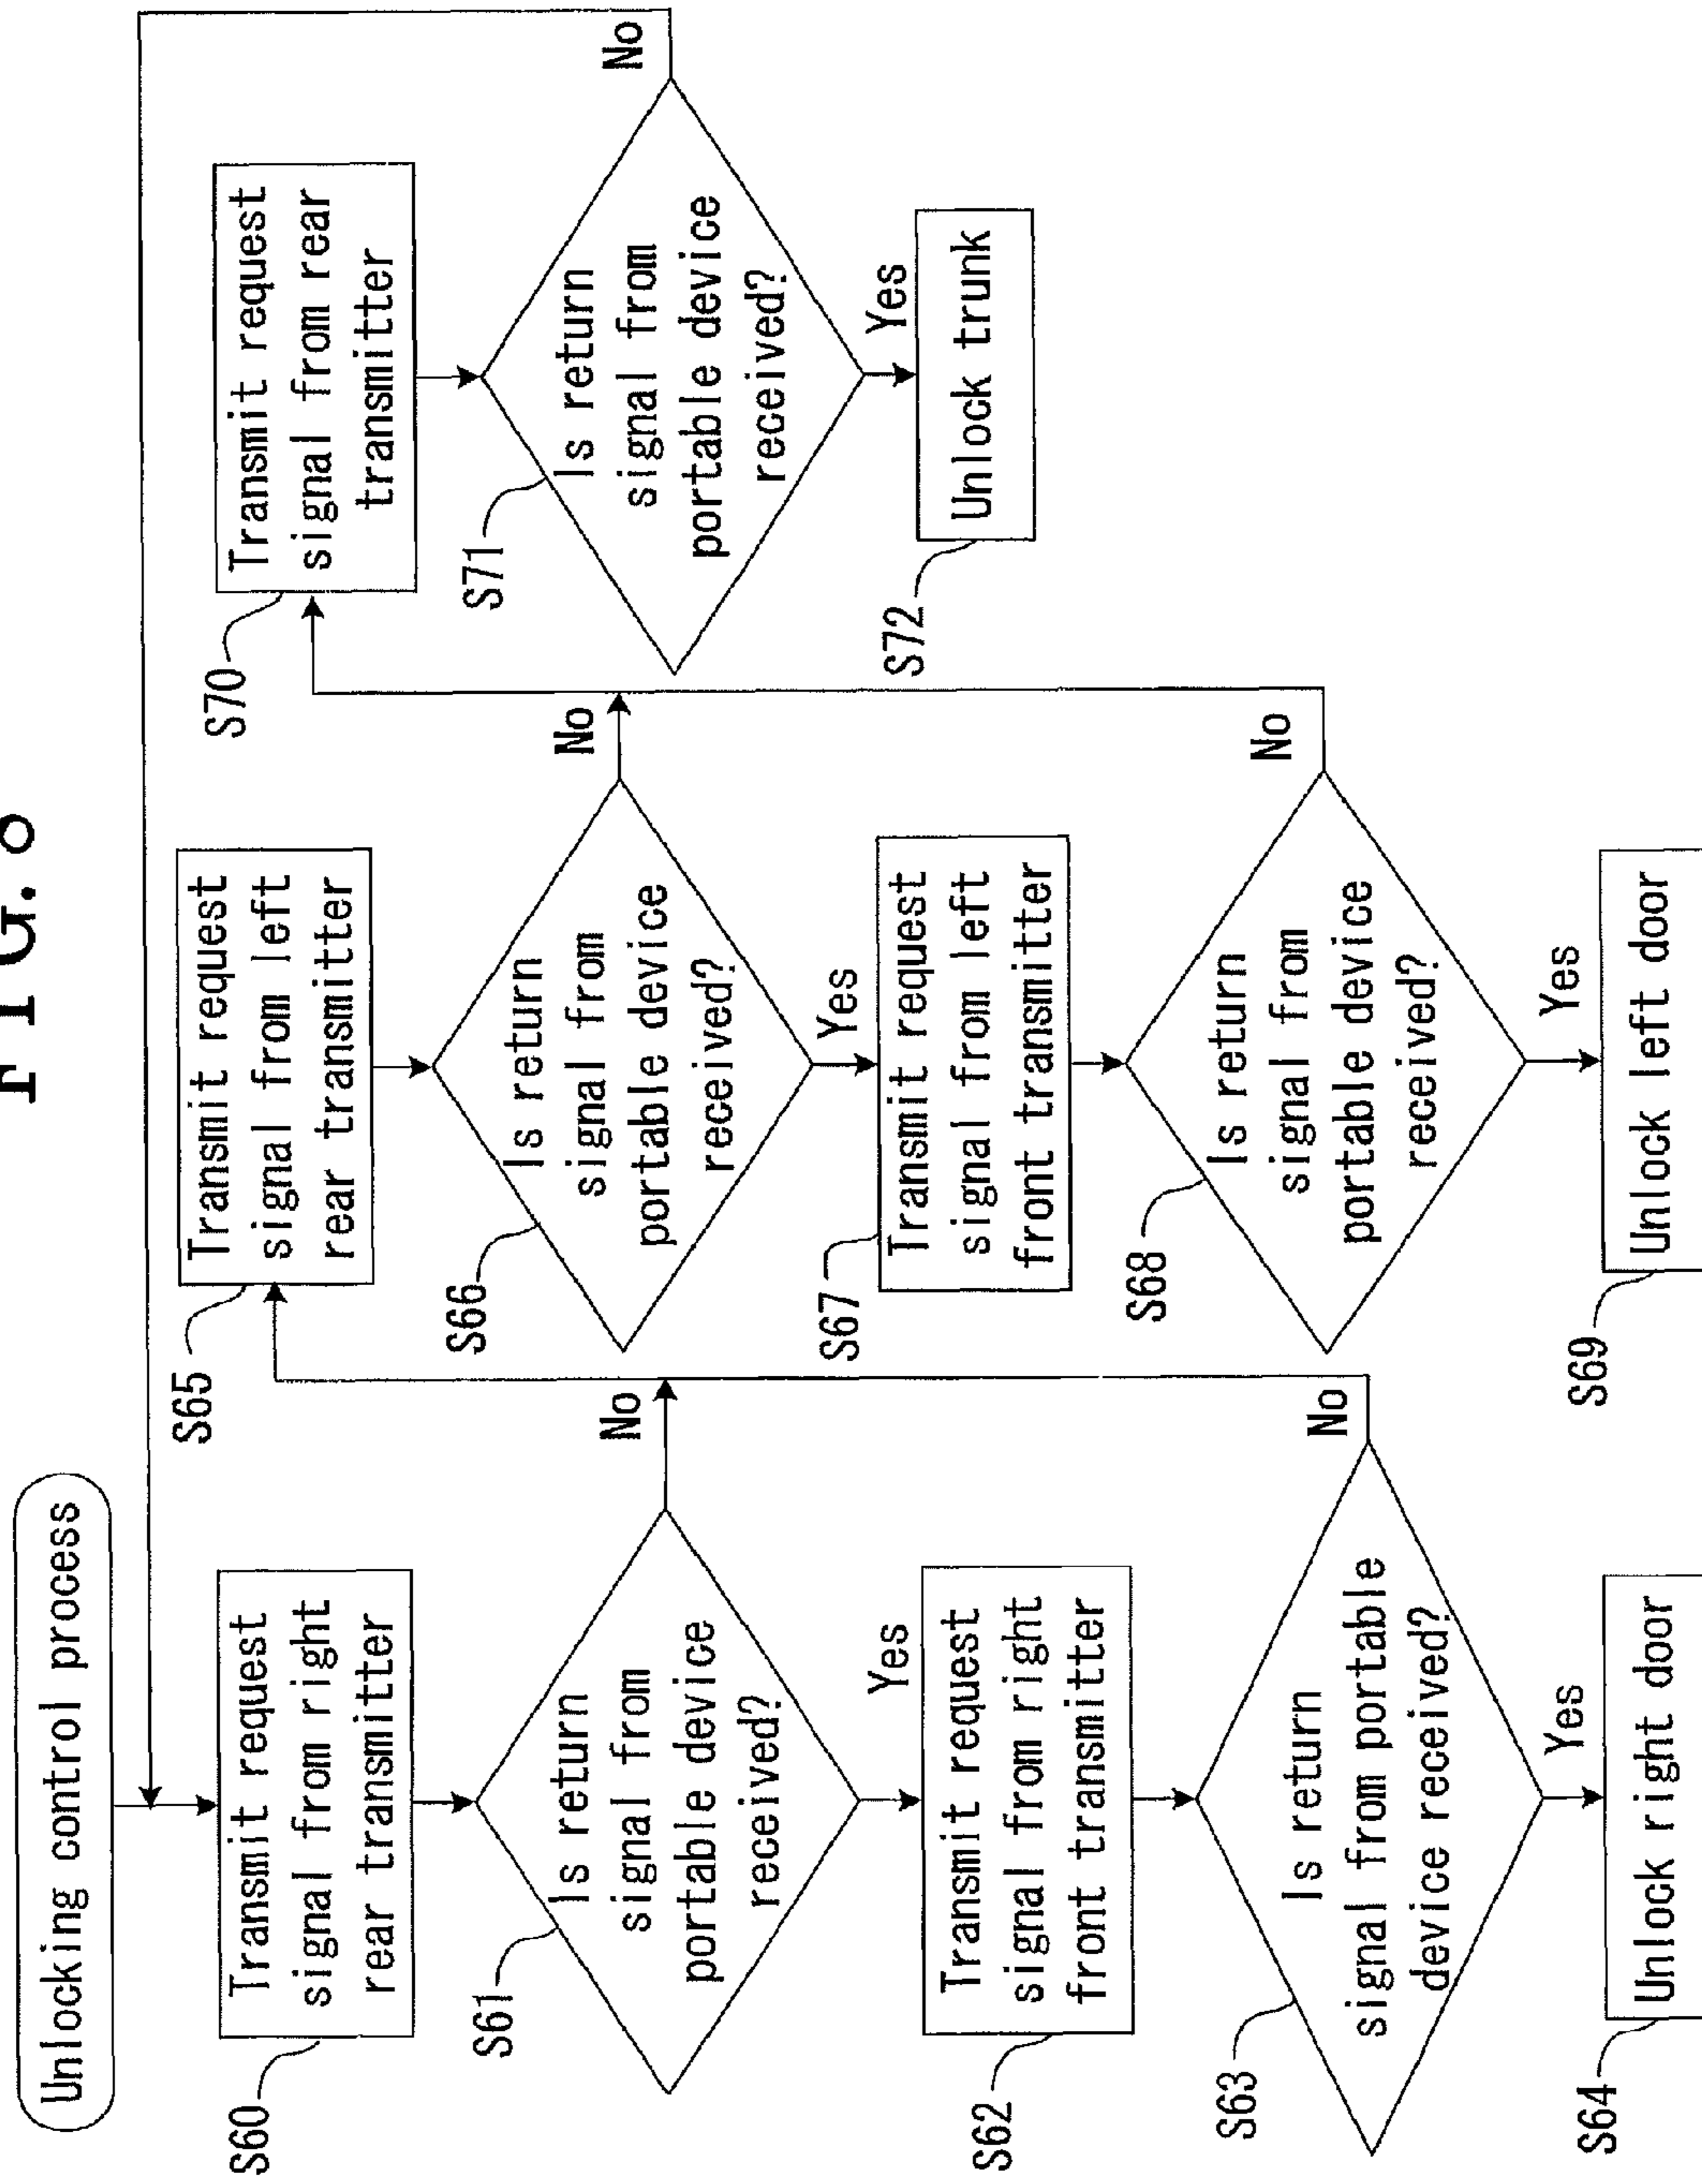 FIG. 8
Unlocking control process
S60
Transmit request
signal from right
rear transmitter
S61
Is return
signal from
portable device
received?
No
Yes
S62
Transmit request
signal from right
front transmitter
S63
Is return
signal from portable
device received?
No
Yes
S64
Unlock right door
S65
Transmit request
signal from left
rear transmitter
S66
Is return
signal from
portable device
received?
No
Yes
S67
Transmit request
signal from left
front transmitter
S68
Is return
signal from
portable device
received?
No
Yes
S69
Unlock left door
S70
Transmit request
signal from rear
transmitter
S71
Is return
signal from
portable device
received?
No
Yes
S72
Unlock trunk